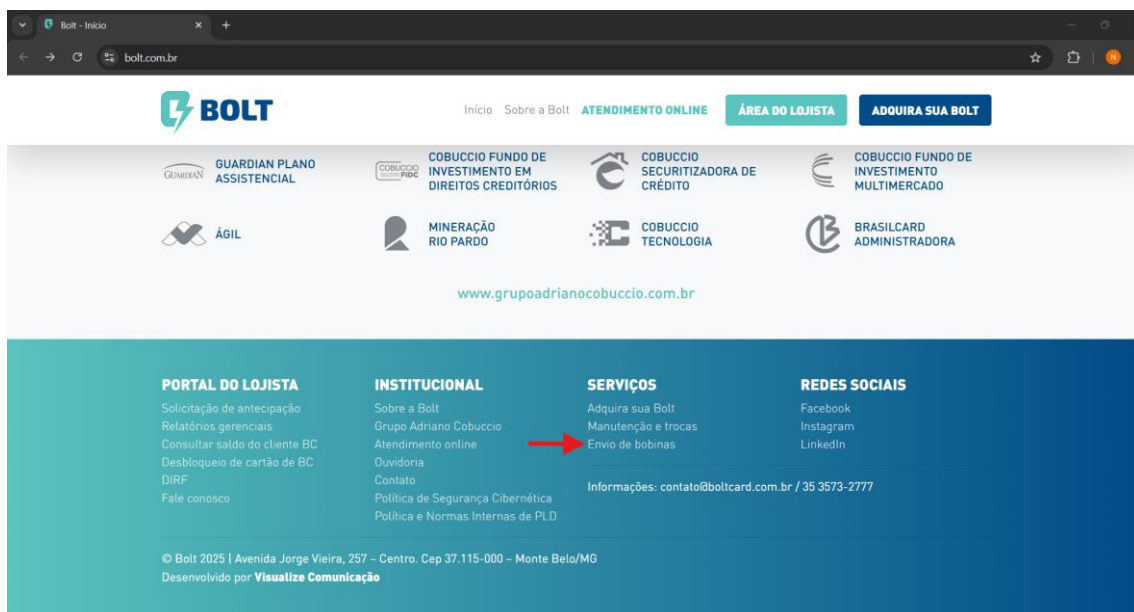 Bolt - Início
bolt.com.br
N
BOLT
Início Sobre a Bolt ATENDIMENTO ONLINE ÁREA DO LOJISTA ADQUIRA SUA BOLT
GUARDIAN
GUARDIAN PLANO
ASSISTENCIAL
COBUCCIO
FIDC
COBUCCIO FUNDO DE
INVESTIMENTO EM
DIREITOS CREDITÓRIOS
COBUCCIO
SECURITIZADORA DE
CRÉDITO
COBUCCIO FUNDO DE
INVESTIMENTO
MULTIMERCADO
ÁGIL
MINERAÇÃO
RIO PARDO
COBUCCIO
TECNOLOGIA
BRASILCARD
ADMINISTRADORA
www.grupoadrianocobuccio.com.br
PORTAL DO LOJISTA
Solicitação de antecipação
Relatórios gerenciais
Consultar saldo do cliente BC
Desbloqueio de cartão de BC
DIRF
Fale conosco
INSTITUCIONAL
Sobre a Bolt
Grupo Adriano Cobuccio
Atendimento online
Ouvidoria
Contato
Política de Segurança Cibernética
Política e Normas Internas de PLD
SERVIÇOS
Adquira sua Bolt
Manutenção e trocas
Envio de bobinas
REDES SOCIAIS
Facebook
Instagram
LinkedIn
Informações: contato@boltcard.com.br / 35 3573-2777
© Bolt 2025 | Avenida Jorge Vieira, 257 – Centro. Cep 37.115-000 – Monte Belo/MG
Desenvolvido por Visualize Comunicação